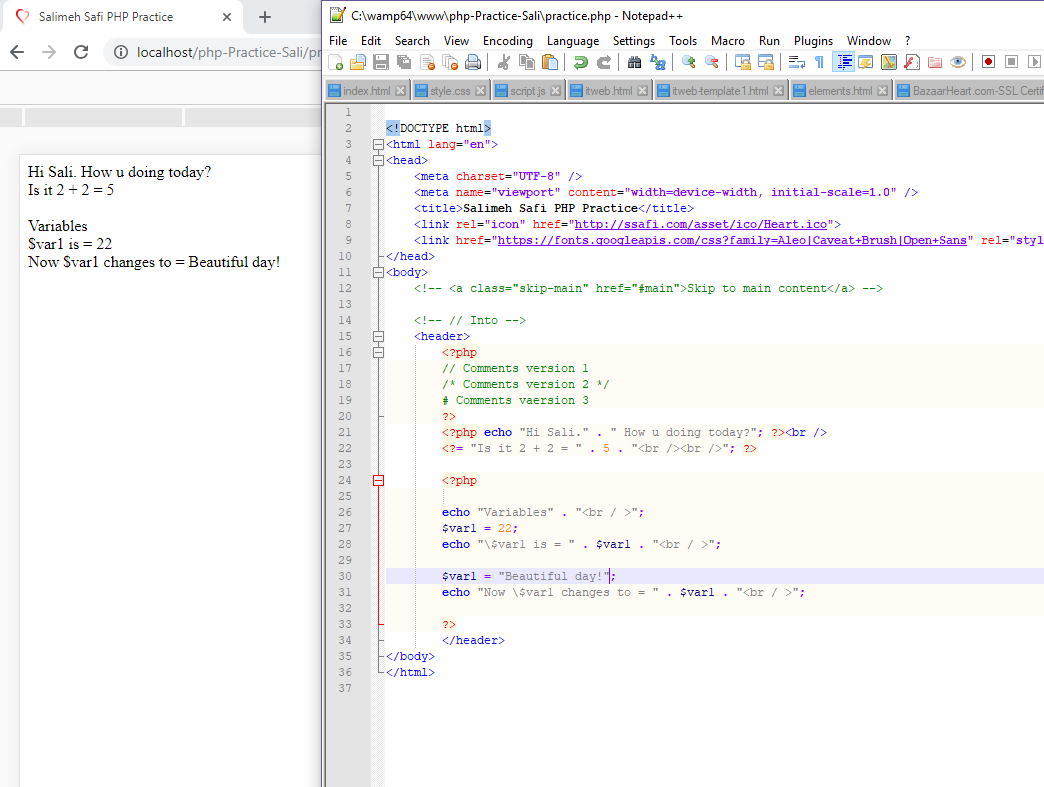 Salimeh Safi PHP Practice
localhost/php-Practice-Sali/pr
Hi Sali. How u doing today?
Is it 2 + 2 = 5
Variables
$var1 is = 22
Now $var1 changes to = Beautiful day!
C:\wamp64\www\php-Practice-Sali\practice.php - Notepad++
File Edit Search View Encoding Language Settings Tools Macro Run Plugins Window ?
index.html style.css script.js itweb.html itweb-template1.html elements.html BazaarHeart.com-SSL Certif
1
2 <!DOCTYPE html>
3 <html lang="en">
4 <head>
5 <meta charset="UTF-8" />
6 <meta name="viewport" content="width=device-width, initial-scale=1.0" />
7 <title>Salimeh Safi PHP Practice</title>
8 <link rel="icon" href="http://ssafi.com/asset/ico/Heart.ico">
9 <link href="https://fonts.googleapis.com/css?family=Aleo|Caveat+Brush|Open+Sans" rel="styl
10 </head>
11 <body>
12 <!-- <a class="skip-main" href="#main">Skip to main content</a> -->
13
14 <!-- // Into -->
15 <header>
16 <?php
17 // Comments version 1
18 /* Comments version 2 */
19 # Comments vaersion 3
20 ?>
21 <?php echo "Hi Sali." . " How u doing today?"; ?><br />
22 <?= "Is it 2 + 2 = " . 5 . "<br /><br />"; ?>
23
24 <?php
25
26 echo "Variables" . "<br / >";
27 $var1 = 22;
28 echo "\$var1 is = " . $var1 . "<br / >";
29
30 $var1 = "Beautiful day!";
31 echo "Now \$var1 changes to = " . $var1 . "<br / >";
32
33 ?>
34 </header>
35 </body>
36 </html>
37